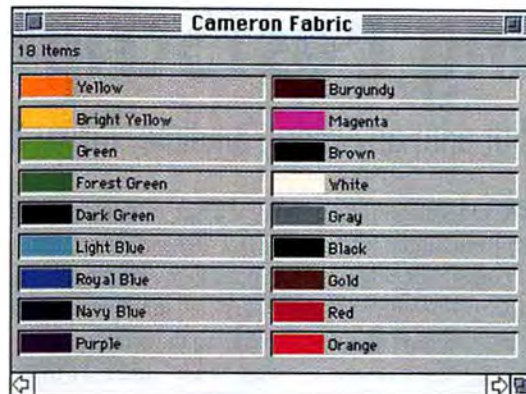 Cameron Fabric
18 Items
Yellow
Bright Yellow
Green
Forest Green
Dark Green
Light Blue
Royal Blue
Navy Blue
Purple
Burgundy
Magenta
Brown
White
Gray
Black
Gold
Red
Orange